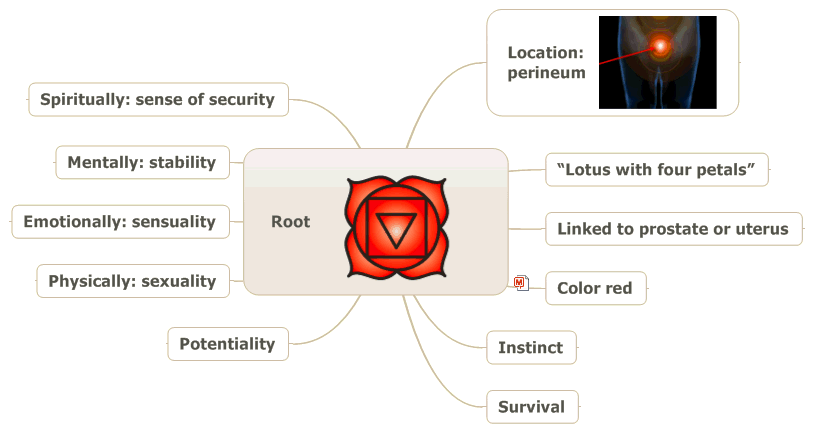 Location:
perineum
Spiritually: sense of security
Mentally: stability
“Lotus with four petals”
Emotionally: sensuality
Root
Linked to prostate or uterus
Physically: sexuality
M
Color red
Potentiality
Instinct
Survival